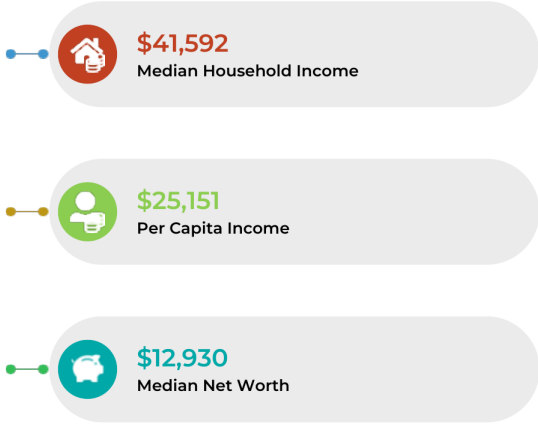 $41,592
Median Household Income
$25,151
Per Capita Income
$12,930
Median Net Worth